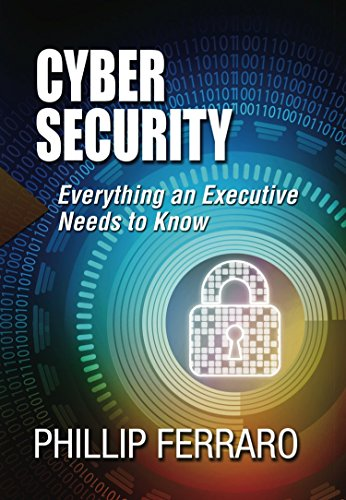 CYBER
SECURITY
Everything an Executive
Needs to Know
PHILLIP FERRARO